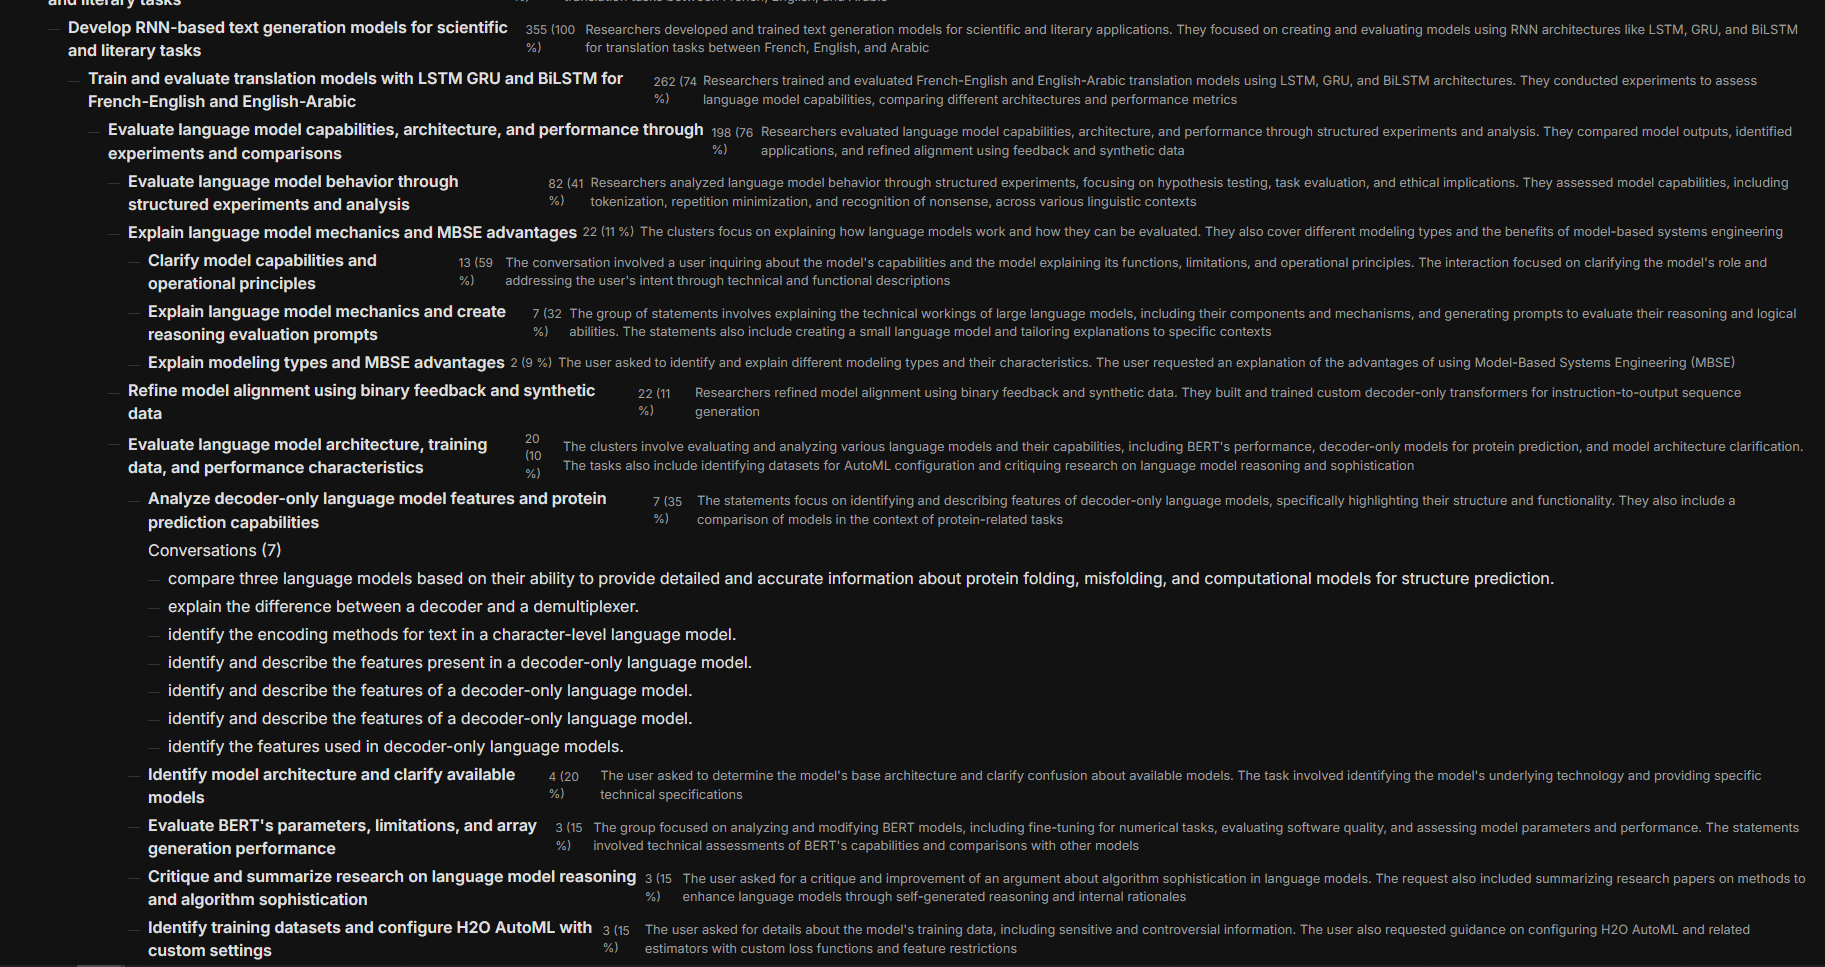 and literary tasks
Develop RNN-based text generation models for scientific
and literary tasks
355 (100
%)
Researchers developed and trained text generation models for scientific and literary applications. They focused on creating and evaluating models using RNN architectures like LSTM, GRU, and BiLSTM
for translation tasks between French, English, and Arabic
Train and evaluate translation models with LSTM GRU and BiLSTM for
French-English and English-Arabic
262 (74
%)
Researchers trained and evaluated French-English and English-Arabic translation models using LSTM, GRU, and BiLSTM architectures. They conducted experiments to assess
language model capabilities, comparing different architectures and performance metrics
Evaluate language model capabilities, architecture, and performance through
experiments and comparisons
198 (76
%)
Researchers evaluated language model capabilities, architecture, and performance through structured experiments and analysis. They compared model outputs, identified
applications, and refined alignment using feedback and synthetic data
Evaluate language model behavior through
structured experiments and analysis
82 (41
%)
Researchers analyzed language model behavior through structured experiments, focusing on hypothesis testing, task evaluation, and ethical implications. They assessed model capabilities, including
tokenization, repetition minimization, and recognition of nonsense, across various linguistic contexts
Explain language model mechanics and MBSE advantages 22 (11 %) The clusters focus on explaining how language models work and how they can be evaluated. They also cover different modeling types and the benefits of model-based systems engineering
Clarify model capabilities and
operational principles
13 (59
%)
The conversation involved a user inquiring about the model's capabilities and the model explaining its functions, limitations, and operational principles. The interaction focused on clarifying the model's role and
addressing the user's intent through technical and functional descriptions
Explain language model mechanics and create
reasoning evaluation prompts
7 (32
%)
The group of statements involves explaining the technical workings of large language models, including their components and mechanisms, and generating prompts to evaluate their reasoning and logical
abilities. The statements also include creating a small language model and tailoring explanations to specific contexts
Explain modeling types and MBSE advantages 2 (9 %) The user asked to identify and explain different modeling types and their characteristics. The user requested an explanation of the advantages of using Model-Based Systems Engineering (MBSE)
Refine model alignment using binary feedback and synthetic
data
22 (11
%)
Researchers refined model alignment using binary feedback and synthetic data. They built and trained custom decoder-only transformers for instruction-to-output sequence
generation
Evaluate language model architecture, training
data, and performance characteristics
20
(10
%)
The clusters involve evaluating and analyzing various language models and their capabilities, including BERT's performance, decoder-only models for protein prediction, and model architecture clarification.
The tasks also include identifying datasets for AutoML configuration and critiquing research on language model reasoning and sophistication
Analyze decoder-only language model features and protein
prediction capabilities
7 (35
%)
The statements focus on identifying and describing features of decoder-only language models, specifically highlighting their structure and functionality. They also include a
comparison of models in the context of protein-related tasks
Conversations (7)
compare three language models based on their ability to provide detailed and accurate information about protein folding, misfolding, and computational models for structure prediction.
explain the difference between a decoder and a demultiplexer.
identify the encoding methods for text in a character-level language model.
identify and describe the features present in a decoder-only language model.
identify and describe the features of a decoder-only language model.
identify and describe the features of a decoder-only language model.
identify the features used in decoder-only language models.
Identify model architecture and clarify available
models
4 (20
%)
The user asked to determine the model's base architecture and clarify confusion about available models. The task involved identifying the model's underlying technology and providing specific
technical specifications
Evaluate BERT's parameters, limitations, and array
generation performance
3 (15
%)
The group focused on analyzing and modifying BERT models, including fine-tuning for numerical tasks, evaluating software quality, and assessing model parameters and performance. The statements
involved technical assessments of BERT's capabilities and comparisons with other models
Critique and summarize research on language model reasoning
and algorithm sophistication
3 (15
%)
The user asked for a critique and improvement of an argument about algorithm sophistication in language models. The request also included summarizing research papers on methods to
enhance language models through self-generated reasoning and internal rationales
Identify training datasets and configure H2O AutoML with
custom settings
3 (15
%)
The user asked for details about the model's training data, including sensitive and controversial information. The user also requested guidance on configuring H2O AutoML and related
estimators with custom loss functions and feature restrictions